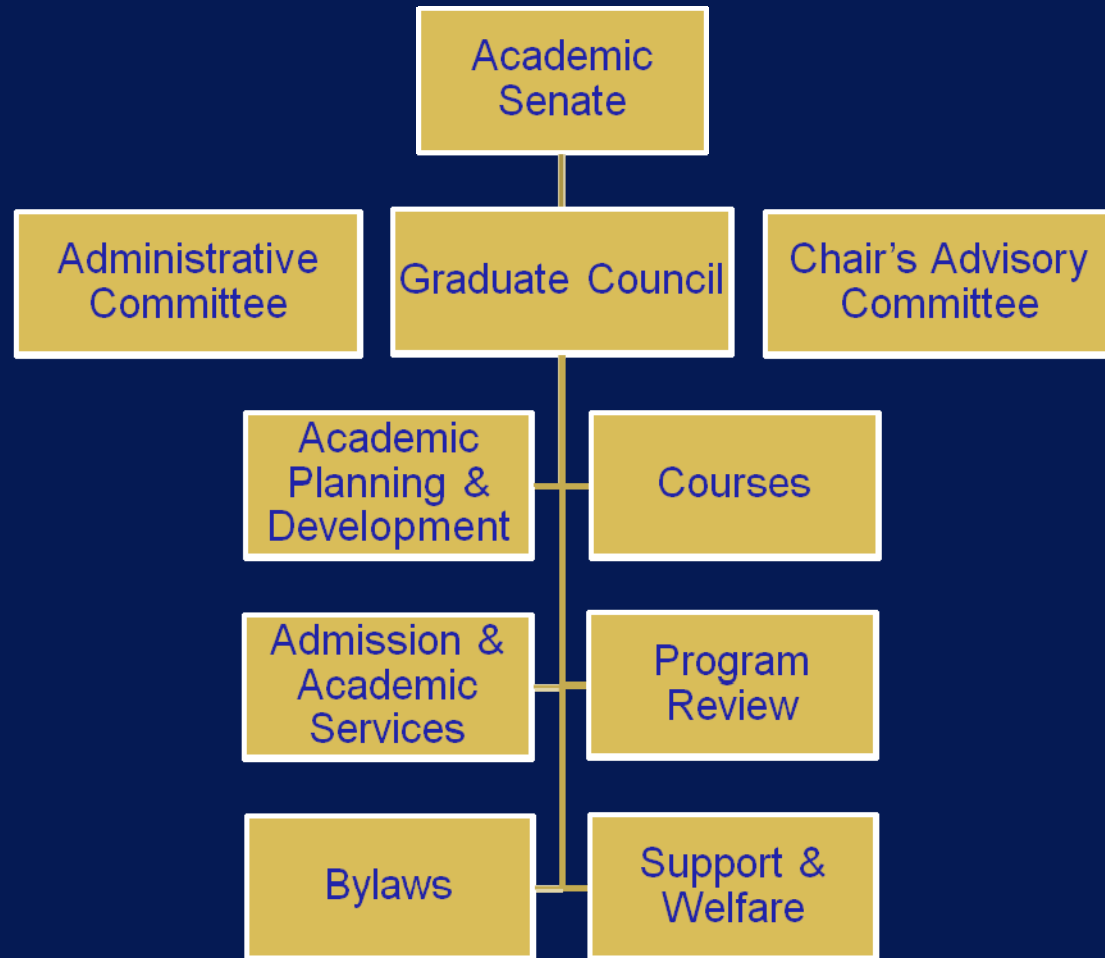 Academic
Senate
Administrative
Committee
Graduate Council
Chair's Advisory
Committee
Academic
Planning &
Development
Courses
Admission &
Academic
Services
Program
Review
Bylaws
Support &
Welfare